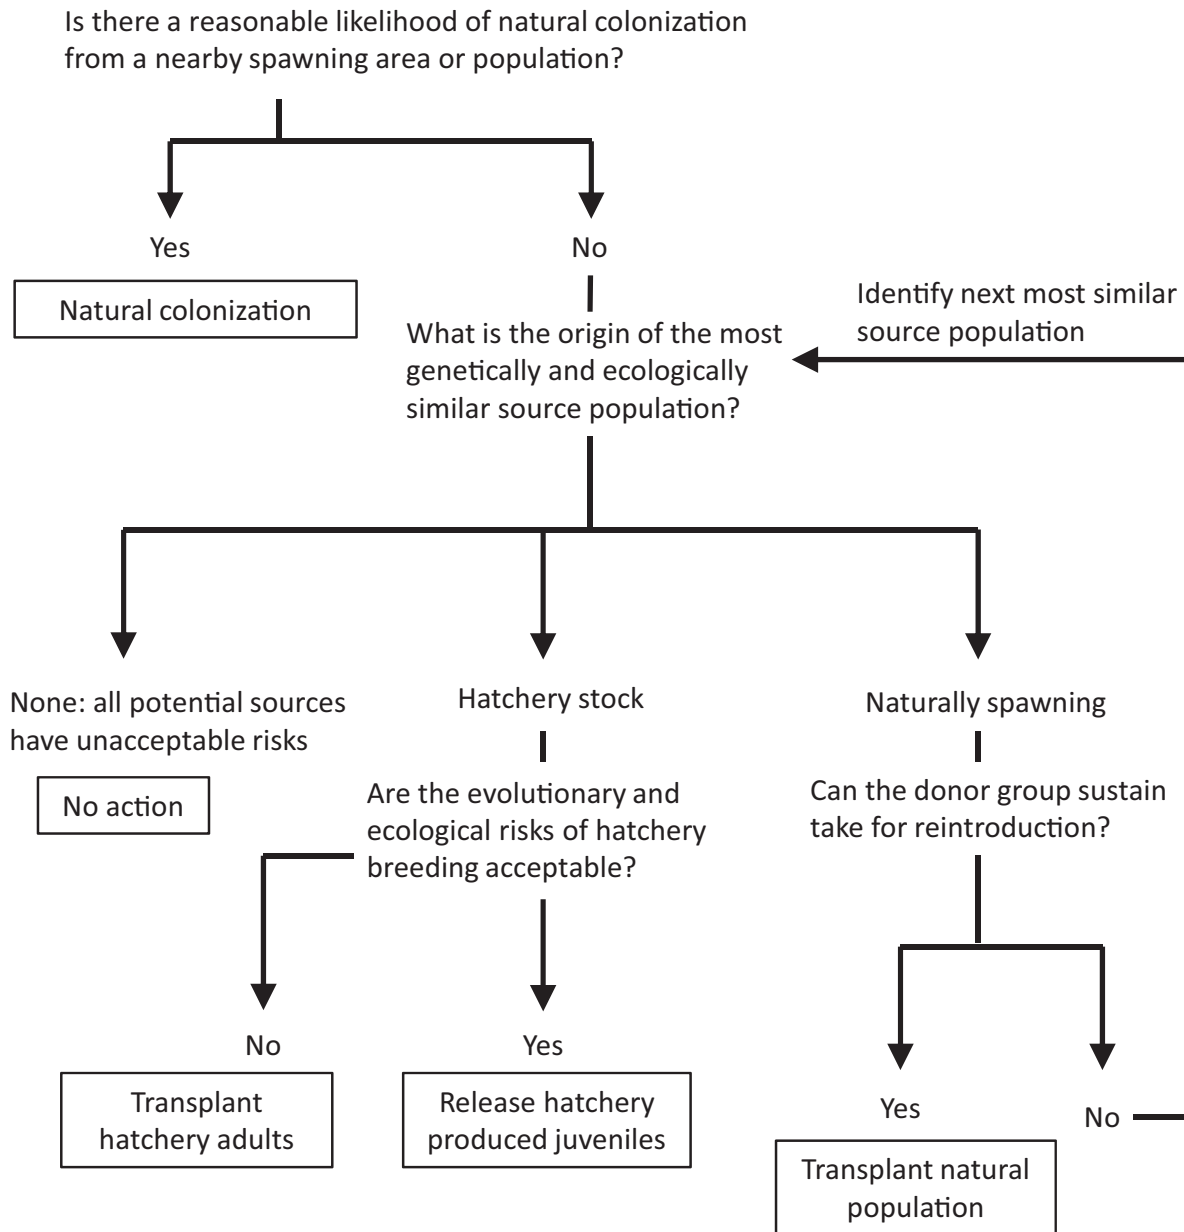 Is there a reasonable likelihood of natural colonization
from a nearby spawning area or population?
Yes
No
Natural colonization
Identify next most similar
source population
What is the origin of the most
genetically and ecologically
similar source population?
None: all potential sources
have unacceptable risks
No action
Hatchery stock
Are the evolutionary and
ecological risks of hatchery
breeding acceptable?
No
Transplant
hatchery adults
Yes
Release hatchery
produced juveniles
Naturally spawning
Can the donor group sustain
take for reintroduction?
Yes
Transplant natural
population
No